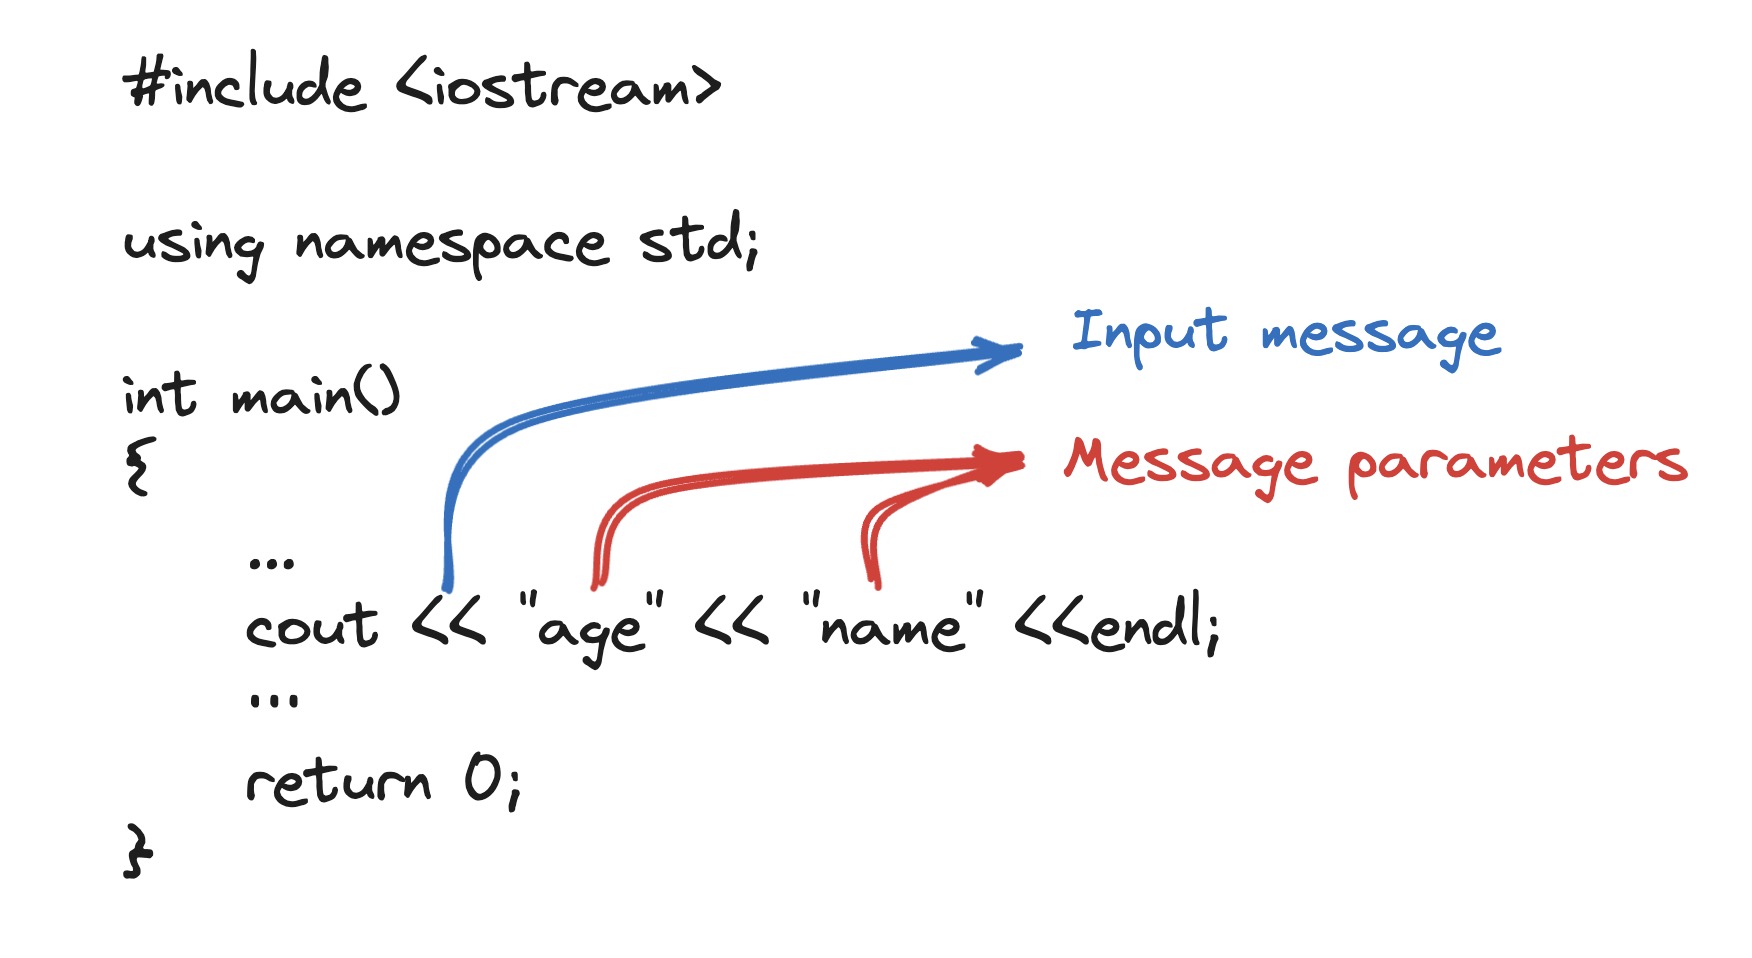 #include <iostream>
using namespace std;
Input message
int main()
{
Message parameters
...
cout << "age" << "name" <<endl;
...
return 0;
}